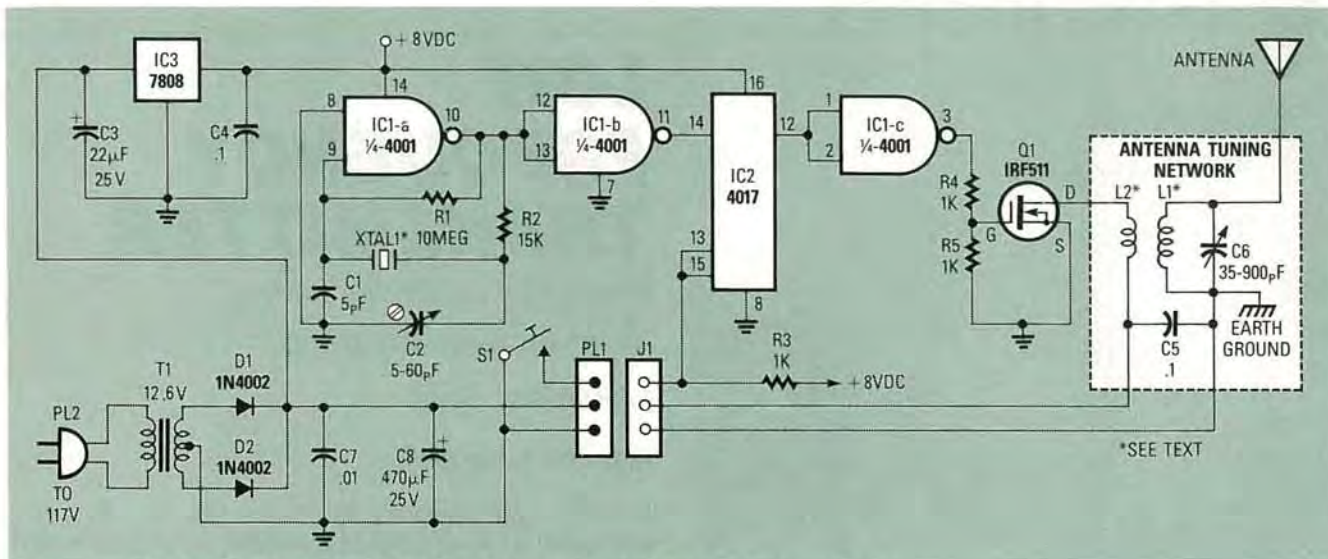 IC3
7808
+8VDC
C3
22µF
25V
C4
.1
14
8
9
10
IC1-a
¼-4001
12
13
11
IC1-b
¼-4001
7
14
16
12
IC2
4017
13
15
8
1
2
3
IC1-c
¼-4001
R4
1K
R5
1K
Q1
IRF511
G
D
S
ANTENNA
ANTENNA TUNING
NETWORK
L2*
L1*
C6
35-900pF
EARTH
GROUND
C5
.1
R1
10MEG
R2
15K
XTAL1*
C1
5pF
C2
5-60pF
S1
PL1
J1
R3
1K
+8VDC
*SEE TEXT
PL2
TO
117V
T1
12.6V
D1
1N4002
D2
1N4002
C7
.01
C8
470µF
25V